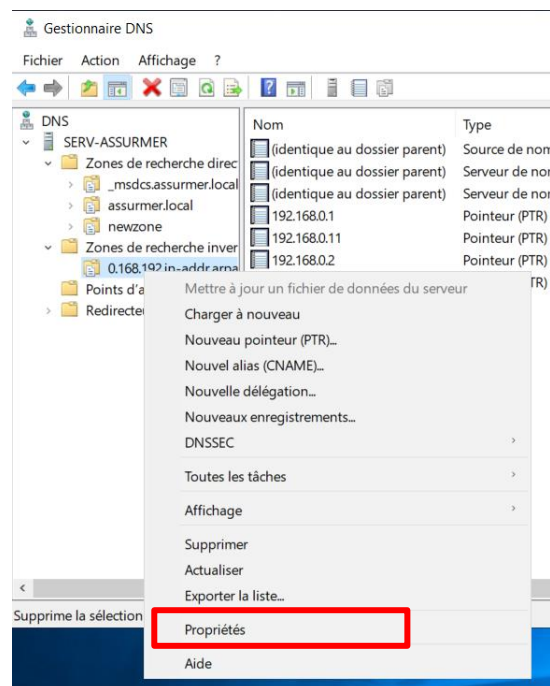 Gestionnaire DNS
Fichier Action Affichage ?
DNS
SERV-ASSURMER
Zones de recherche direc
_msdcs.assurmer.local
assurmer.local
newzone
Zones de recherche inver
0.168.192.in-addr.arpa
Points d'a
Redirecte
Nom Type
(identique au dossier parent) Source de nom
(identique au dossier parent) Serveur de nor
(identique au dossier parent) Serveur de nor
192.168.0.1 Pointeur (PTR)
192.168.0.11 Pointeur (PTR)
192.168.0.2 Pointeur (PTR)
TR)
Mettre à jour un fichier de données du serveur
Charger à nouveau
Nouveau pointeur (PTR)...
Nouvel alias (CNAME)...
Nouvelle délégation...
Nouveaux enregistrements...
DNSSEC
Toutes les tâches
Affichage
Supprimer
Actualiser
Exporter la liste...
Propriétés
Aide
Supprime la sélection